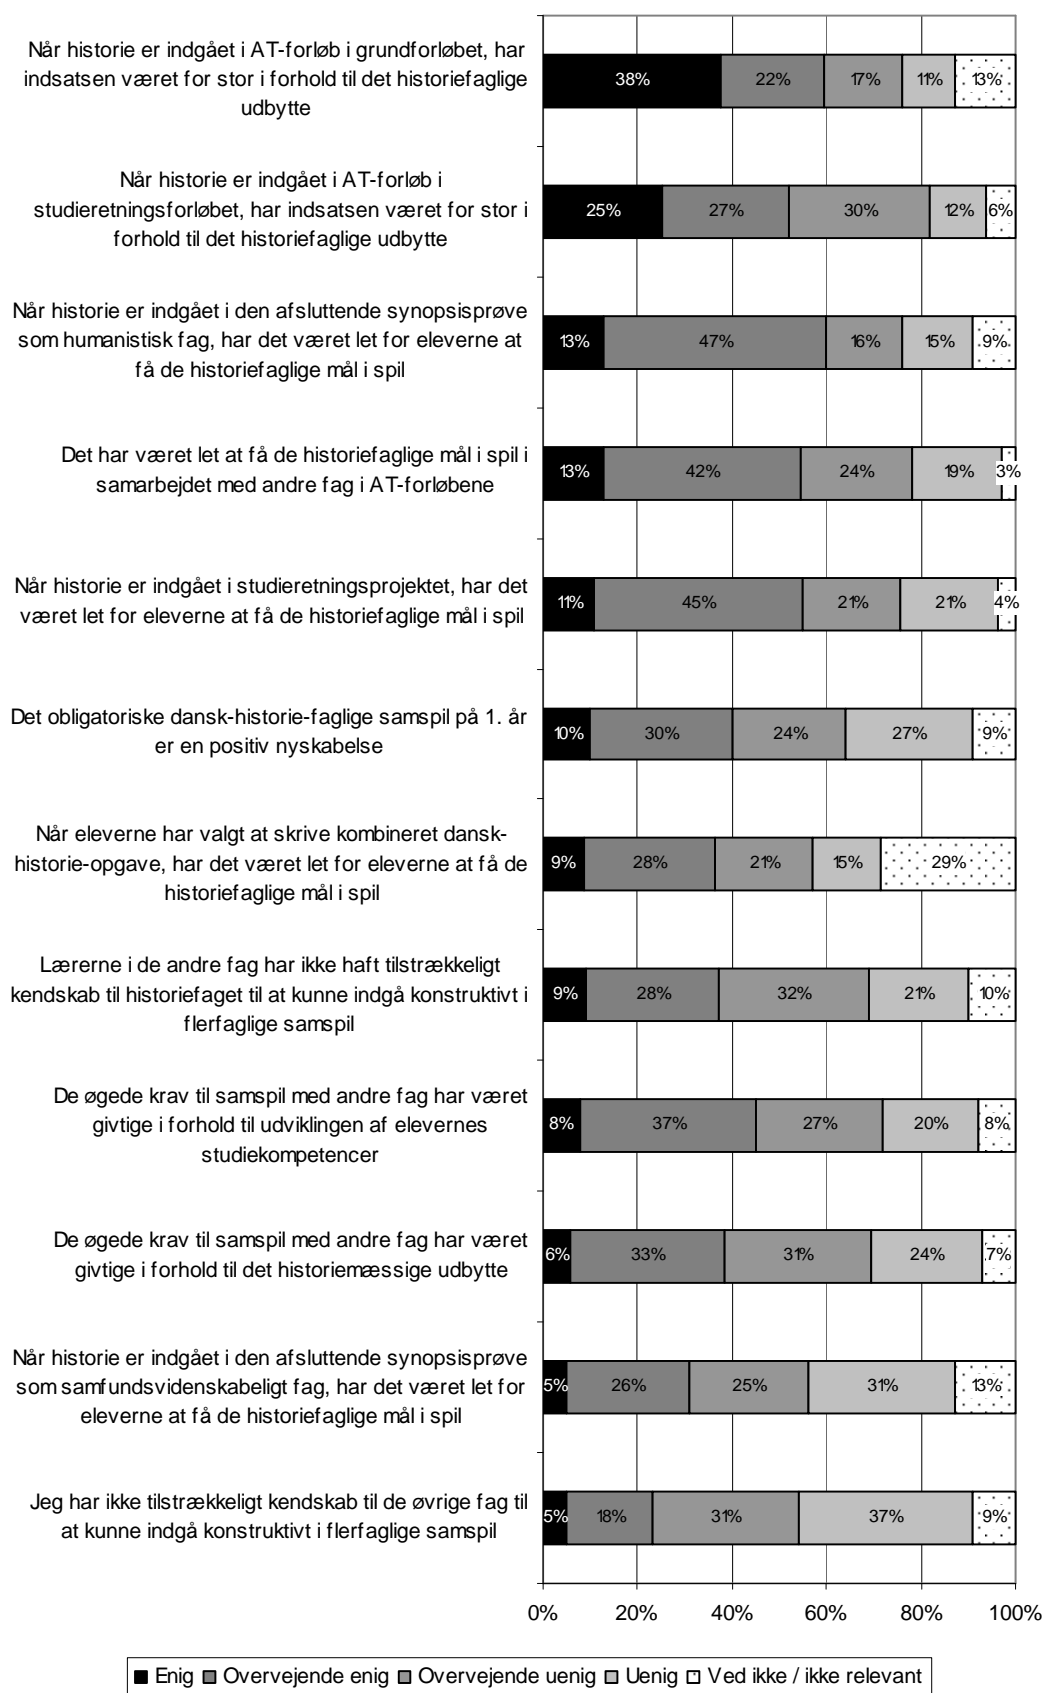 Når historie er indgået i AT-forløb i grundforløbet, har
indsatsen været for stor i forhold til det historiefaglige
udbytte
38% 22% 17% 11% 13%
Når historie er indgået i AT-forløb i
studieretningsforløbet, har indsatsen været for stor i
forhold til det historiefaglige udbytte
25% 27% 30% 12% 6%
Når historie er indgået i den afsluttende synopsisprøve
som humanistisk fag, har det været let for eleverne at
få de historiefaglige mål i spil
13% 47% 16% 15% 9%
Det har været let at få de historiefaglige mål i spil i
samarbejdet med andre fag i AT-forløbene
13% 42% 24% 19% 3%
Når historie er indgået i studieretningsprojektet, har det
været let for eleverne at få de historiefaglige mål i spil
11% 45% 21% 21% 4%
Det obligatoriske dansk-historie-faglige samspil på 1. år
er en positiv nyskabelse
10% 30% 24% 27% 9%
Når eleverne har valgt at skrive kombineret dansk-
historie-opgave, har det været let for eleverne at få de
historiefaglige mål i spil
9% 28% 21% 15% 29%
Lærerne i de andre fag har ikke haft tilstrækkeligt
kendskab til historiefaget til at kunne indgå konstruktivt i
flerfaglige samspil
9% 28% 32% 21% 10%
De øgede krav til samspil med andre fag har været
givtige i forhold til udviklingen af elevernes
studiekompetencer
8% 37% 27% 20% 8%
De øgede krav til samspil med andre fag har været
givtige i forhold til det historiemæssige udbytte
6% 33% 31% 24% 7%
Når historie er indgået i den afsluttende synopsisprøve
som samfundsvidenskabeligt fag, har det været let for
eleverne at få de historiefaglige mål i spil
5% 26% 25% 31% 13%
Jeg har ikke tilstrækkeligt kendskab til de øvrige fag til
at kunne indgå konstruktivt i flerfaglige samspil
5% 18% 31% 37% 9%
0% 20% 40% 60% 80% 100%
Enig Overvejende enig Overvejende uenig Uenig Ved ikke / ikke relevant